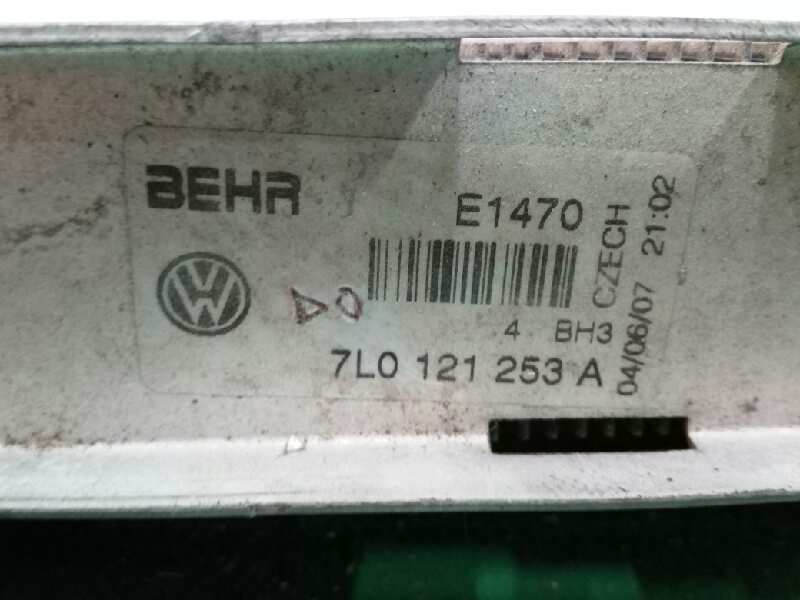 BEHR
E1470
4 BH3
7L0 121 253 A
CZECH
04/06/07 21:02